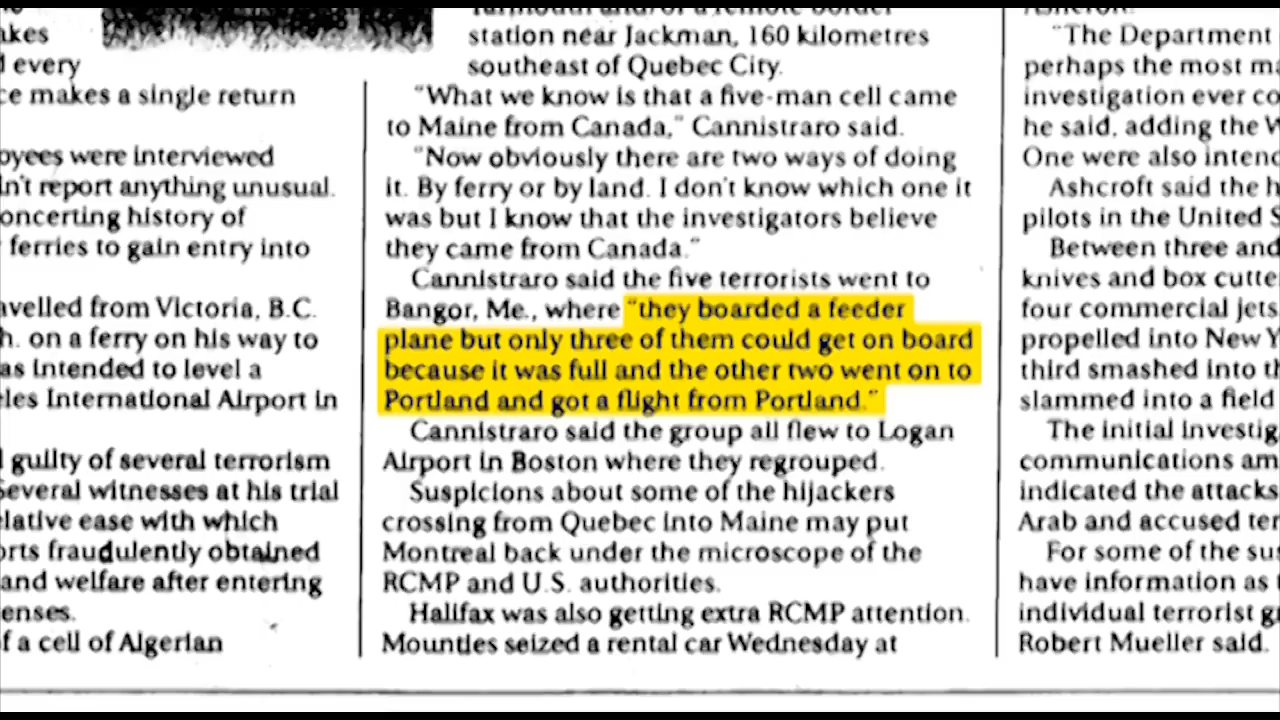 akes
every
ce makes a single return
oyees were interviewed
in't report anything unusual.
oncerting history of
ferries to gain entry into
avelled from Victoria, B.C.
h. on a ferry on his way to
as intended to level a
eles International Airport in
guilty of several terrorism
Several witnesses at his trial
elative ease with which
orts fraudulently obtained
and welfare after entering
enses.
of a cell of Algerian
station near Jackman, 160 kilometres
southeast of Quebec City.
"What we know is that a five-man cell came
to Maine from Canada," Cannistraro said.
"Now obviously there are two ways of doing
it. By ferry or by land. I don't know which one it
was but I know that the investigators believe
they came from Canada."
Cannistraro said the five terrorists went to
Bangor, Me., where "they boarded a feeder
plane but only three of them could get on board
because it was full and the other two went on to
Portland and got a flight from Portland."
Cannistraro said the group all flew to Logan
Airport in Boston where they regrouped.
Suspicions about some of the hijackers
crossing from Quebec into Maine may put
Montreal back under the microscope of the
RCMP and U.S. authorities.
Halifax was also getting extra RCMP attention.
Mounties seized a rental car Wednesday at
"The Department
perhaps the most ma
investigation ever co
he said, adding the W
One were also intend
Ashcroft said the h
pilots in the United S
Between three and
knives and box cutte
four commercial jets
propelled into New Y
third smashed into th
slammed into a field
The initial investig
communications am
indicated the attacks
Arab and accused ter
For some of the sus
have information as
individual terrorist g
Robert Mueller said.